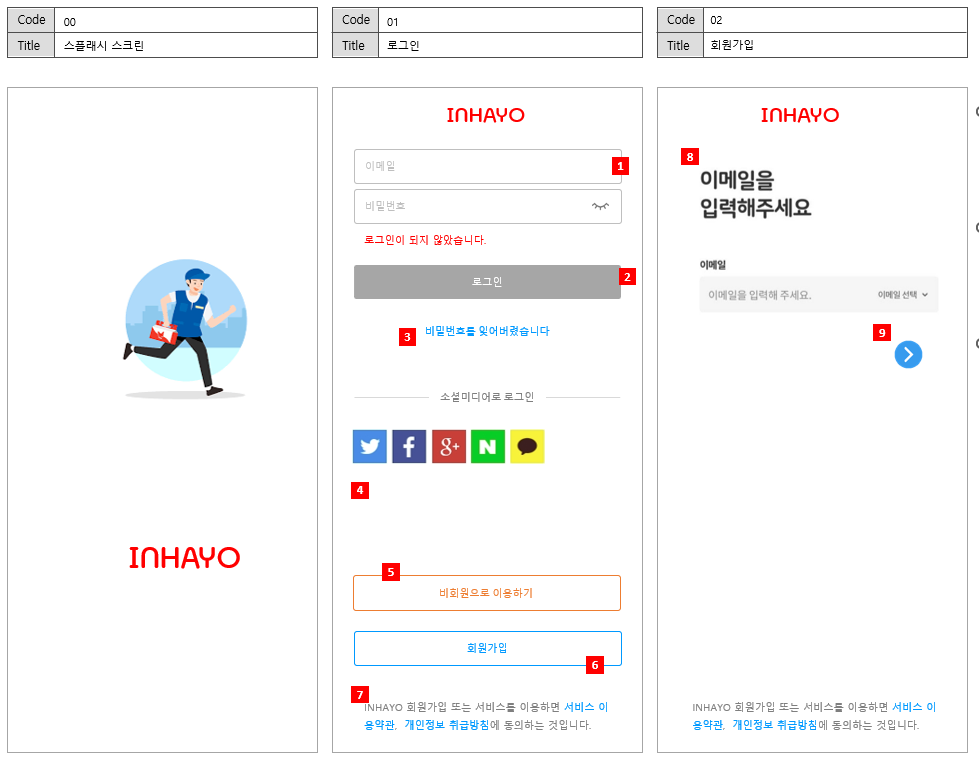 Code 00
Title 스플래시 스크린
INHAYO
Code 01
Title 로그인
INHAYO
이메일 1
비밀번호
로그인이 되지 않았습니다.
로그인 2
3 비밀번호를 잊어버렸습니다
소셜미디어로 로그인
g+ N
4
5
비회원으로 이용하기
회원가입
6
7
INHAYO 회원가입 또는 서비스를 이용하면 서비스 이
용약관, 개인정보 취급방침에 동의하는 것입니다.
Code 02
Title 회원가입
INHAYO
8
이메일을
입력해주세요
이메일
이메일을 입력해 주세요. 이메일 선택
9
INHAYO 회원가입 또는 서비스를 이용하면 서비스 이
용약관, 개인정보 취급방침에 동의하는 것입니다.